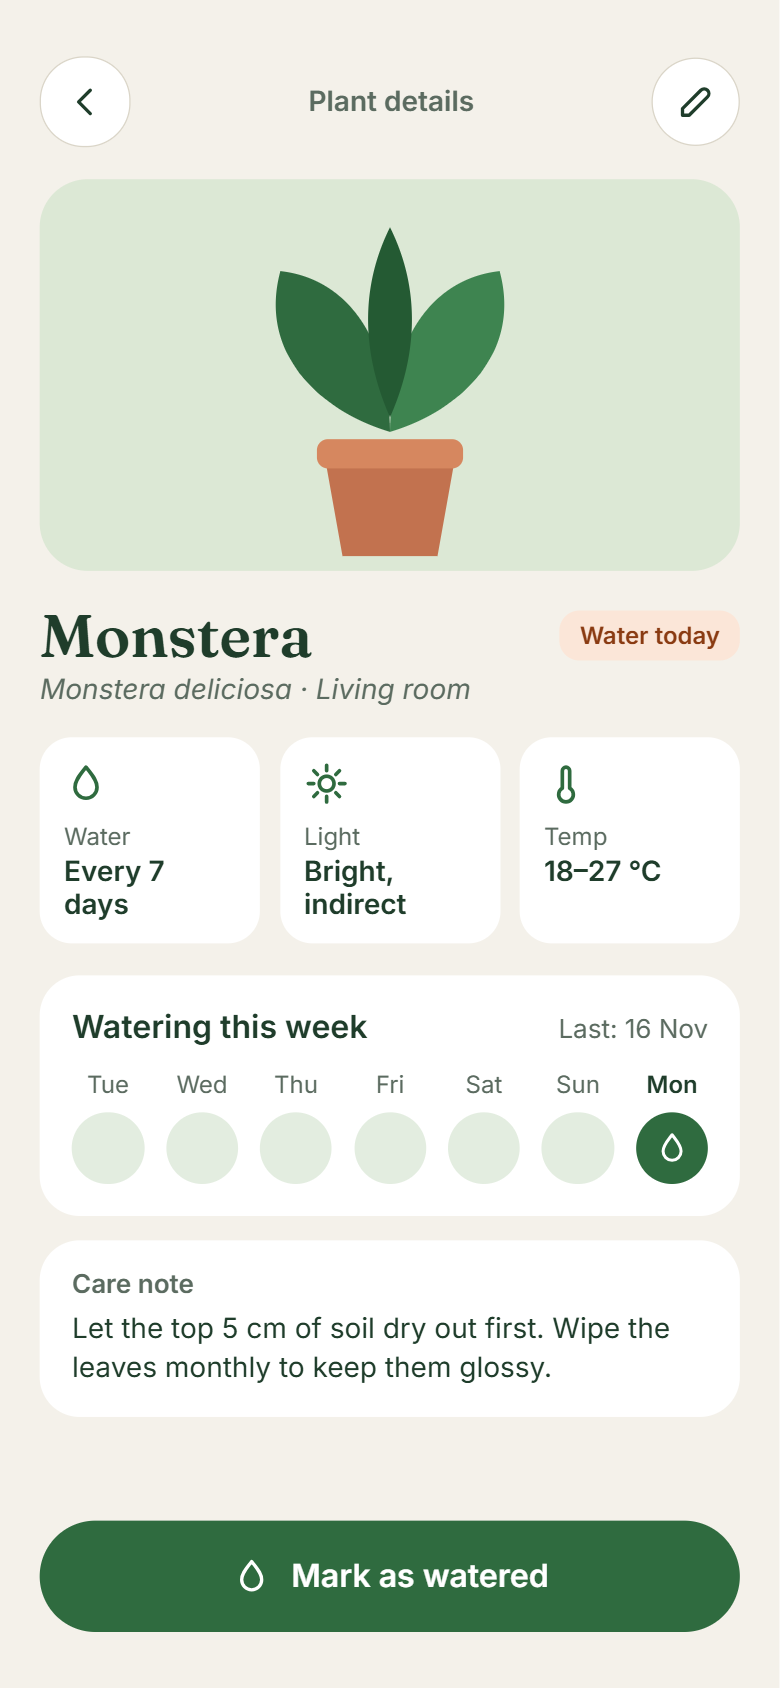 Plant details
Monstera
Water today
Monstera deliciosa · Living room
Water
Every 7
days
Light
Bright,
indirect
Temp
18–27 °C
Watering this week
Last: 16 Nov
Tue Wed Thu Fri Sat Sun Mon
Care note
Let the top 5 cm of soil dry out first. Wipe the
leaves monthly to keep them glossy.
Mark as watered